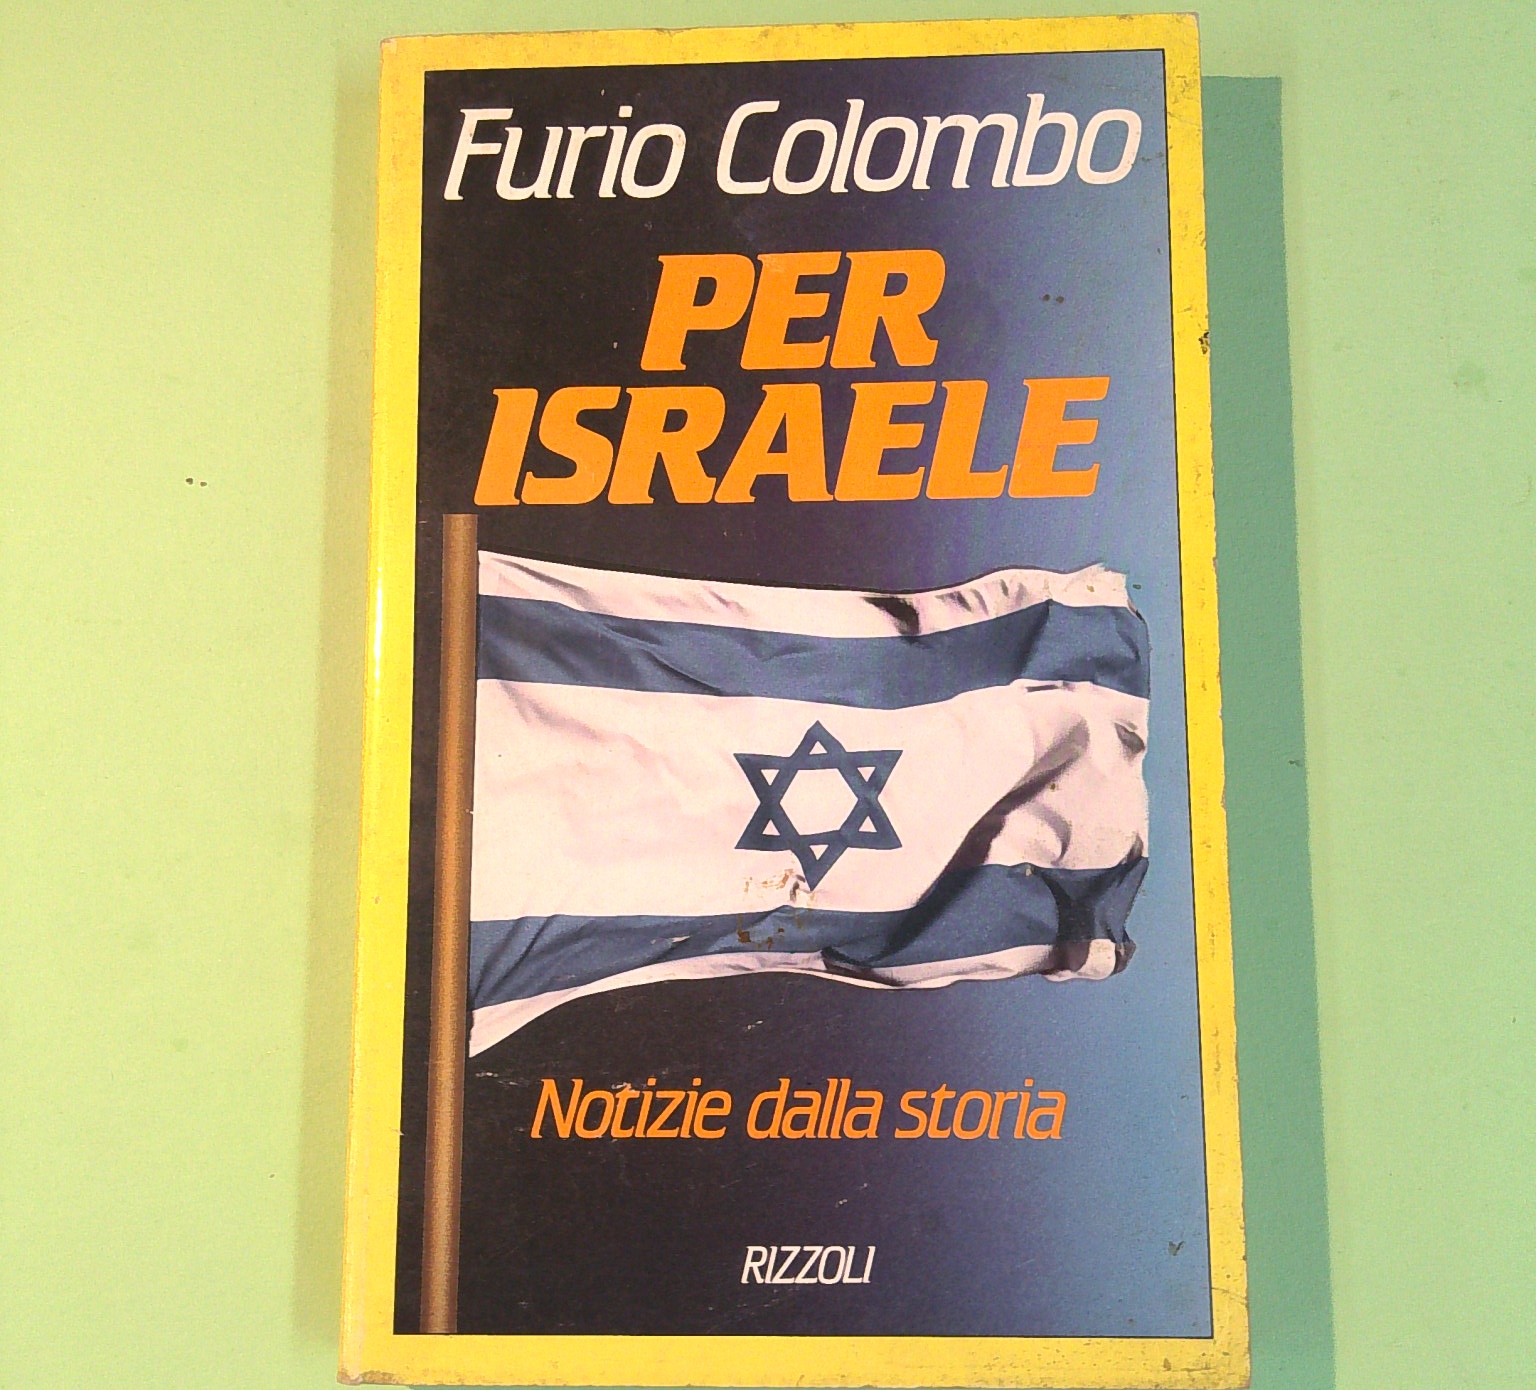 Furio Colombo
PER
ISRAELE
Notizie dalla storia
RIZZOLI